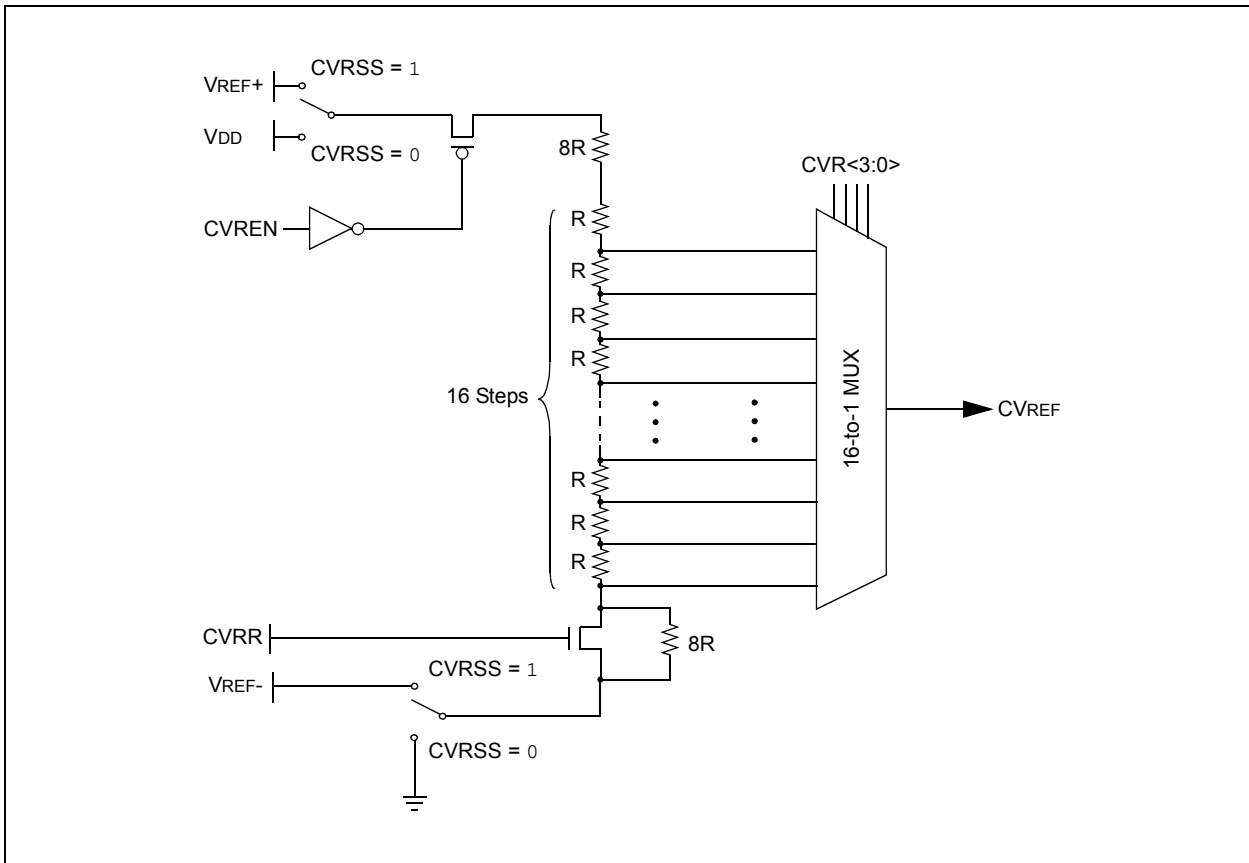 CVRSS = 1
VREF+
VDD
CVRSS = 0
8R
CVR<3:0>
CVREN
R
R
R
R
16 Steps
16-to-1 MUX
CVREF
R
R
R
CVRR
8R
CVRSS = 1
VREF-
CVRSS = 0